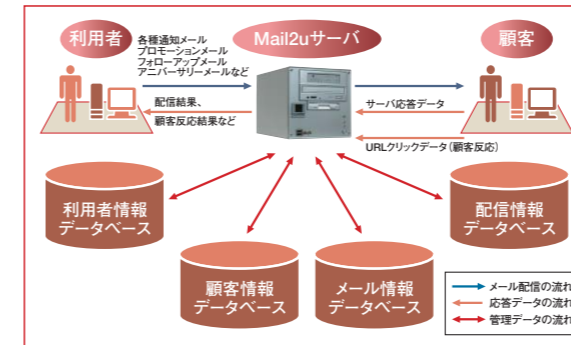 利用者
各種通知メール
プロモーションメール
フォローアップメール
アニバーサリーメールなど
Mail2uサーバ
顧客
配信結果、
顧客反応結果など
サーバ応答データ
URLクリックデータ(顧客反応)
利用者情報
データベース
顧客情報
データベース
メール情報
データベース
配信情報
データベース
メール配信の流れ
応答データの流れ
管理データの流れ